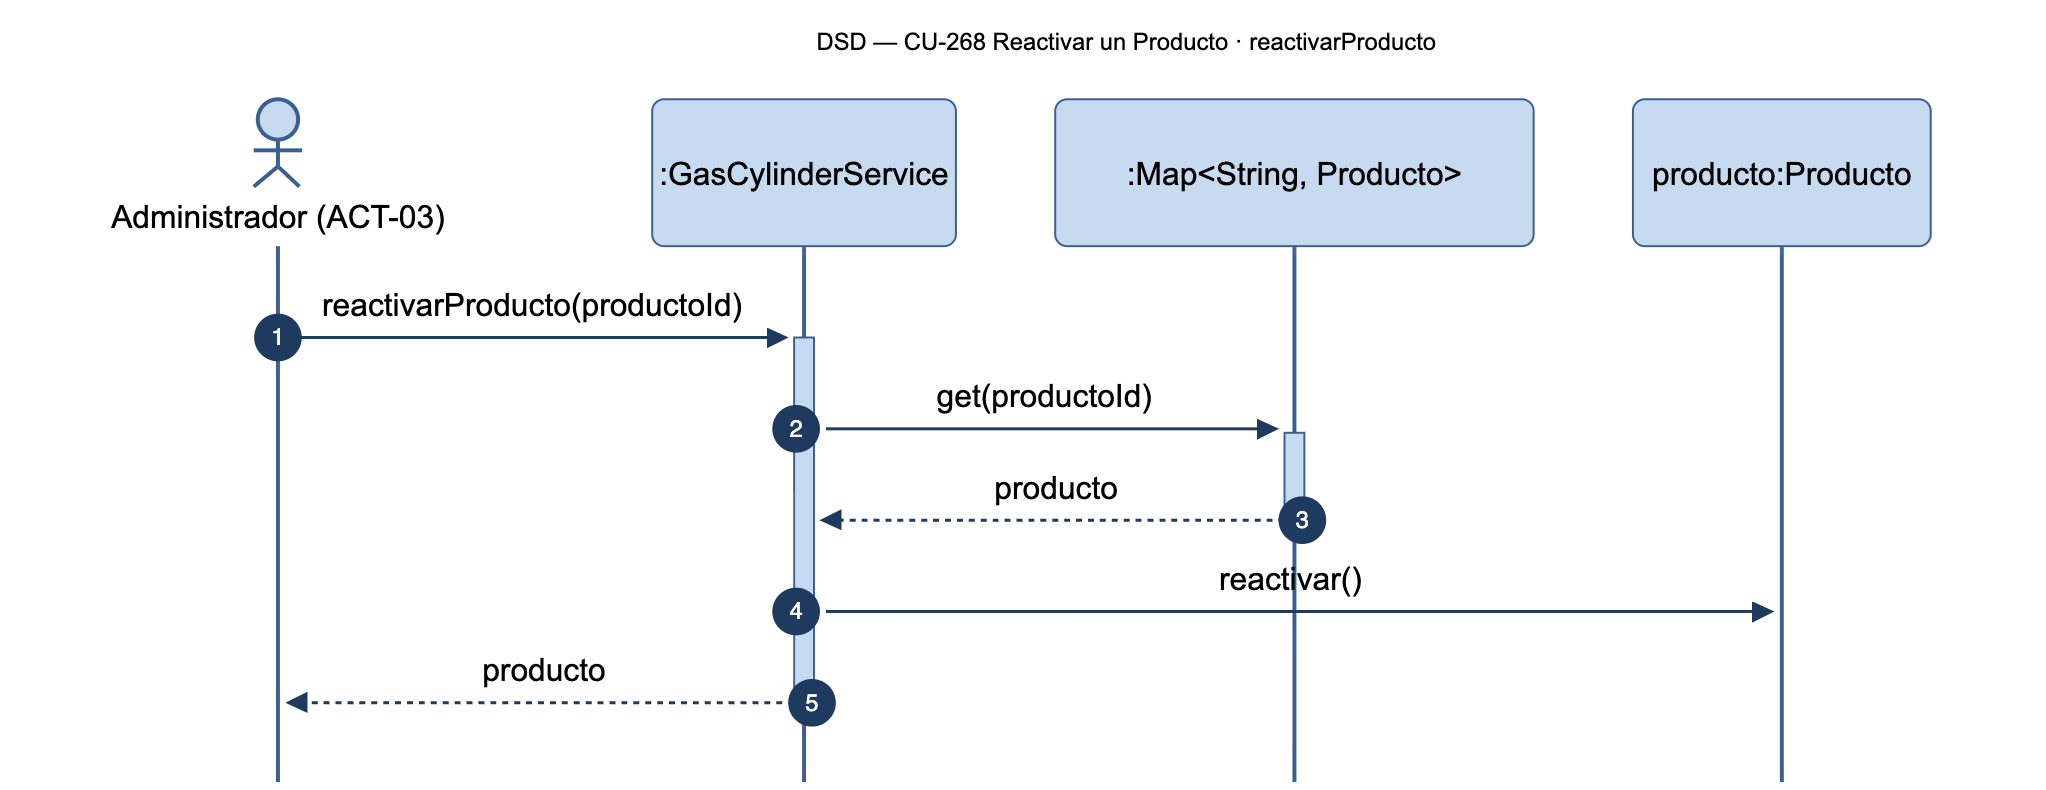 DSD — CU-268 Reactivar un Producto · reactivarProducto
Administrador (ACT-03)
:GasCylinderService
:Map<String, Producto>
producto:Producto
reactivarProducto(productoId)
1
get(productoId)
2
producto
3
reactivar()
4
producto
5